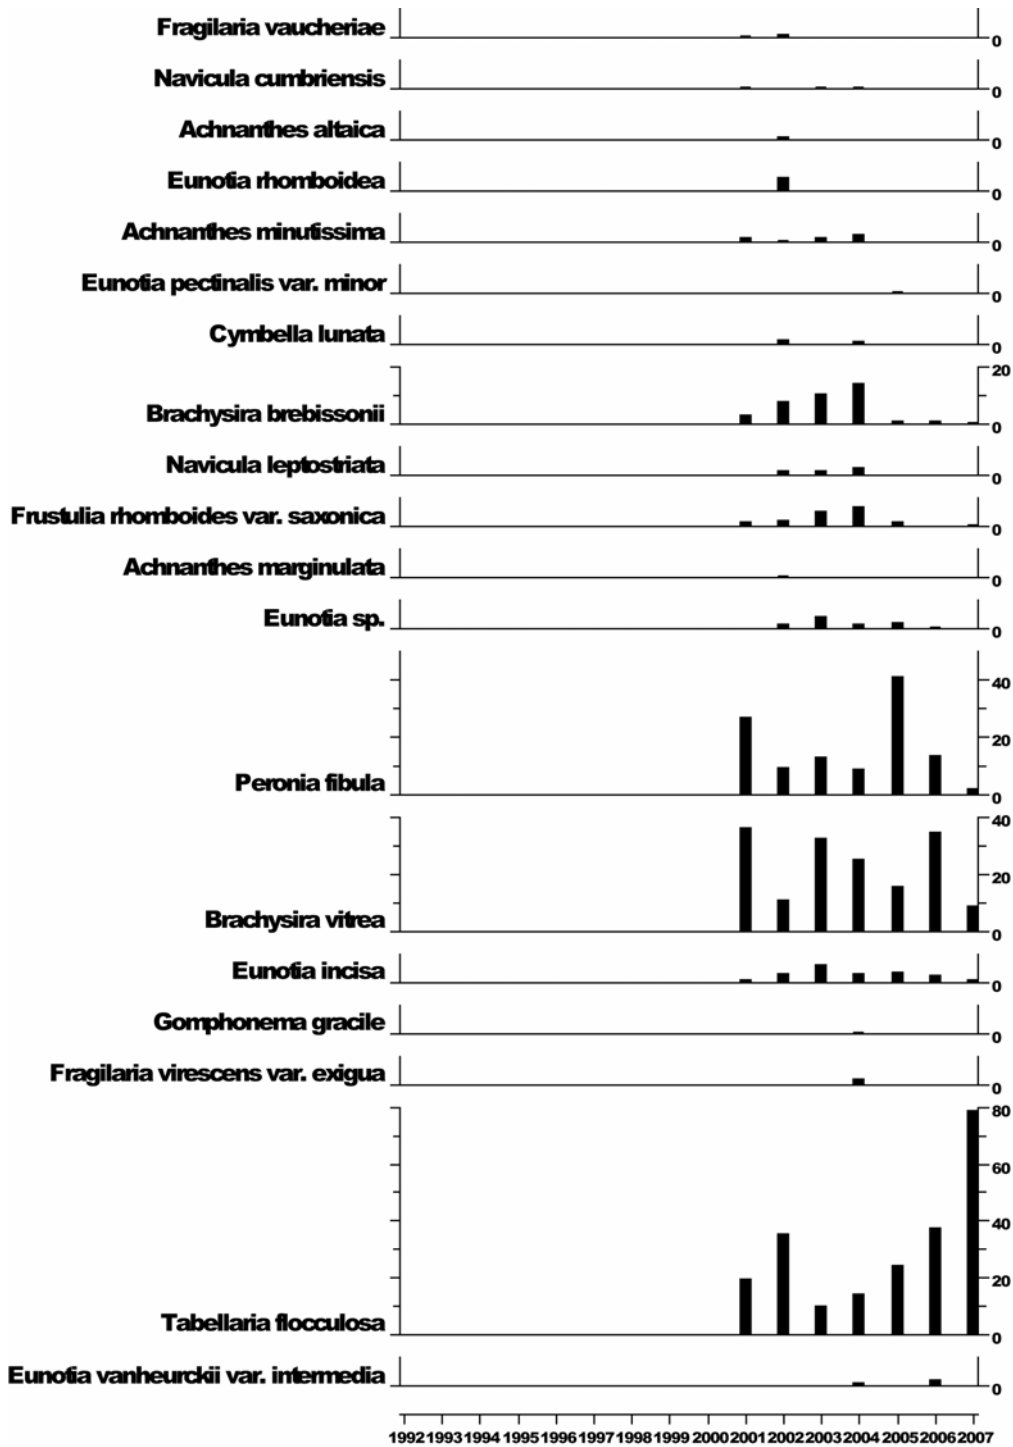 Fragilaria vaucheriae
0
Navicula cumbriensis
0
Achnanthes altaica
0
Eunotia rhomboidea
0
Achnanthes minutissima
0
Eunotia pectinalis var. minor
0
Cymbella lunata
0
20
Brachysira brebissonii
0
Navicula leptostriata
0
Frustulia rhomboides var. saxonica
0
Achnanthes marginulata
0
Eunotia sp.
0
40
20
Peronia fibula
0
40
20
Brachysira vitrea
0
Eunotia incisa
0
Gomphonema gracile
0
Fragilaria virescens var. exigua
0
80
60
40
20
Tabellaria flocculosa
0
Eunotia vanheurckii var. intermedia
0
1992 1993 1994 1995 1996 1997 1998 1999 2000 2001 2002 2003 2004 2005 2006 2007